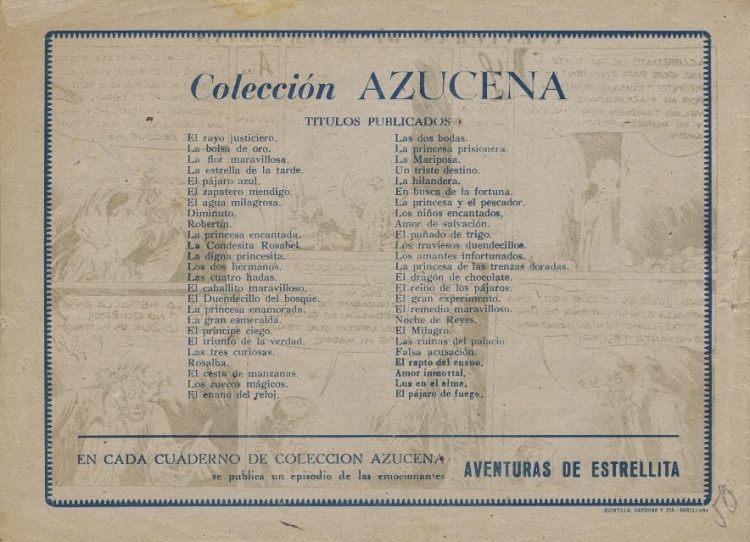 Colección AZUCENA
TITULOS PUBLICADOS
El rayo justiciero.
La bolsa de oro.
La flor maravillosa.
La estrella de la tarde.
El pájaro azul.
El zapatero mendigo.
El agua milagrosa.
Diminuto.
Robertín.
La princesa encantada.
La Condesita Rosabel.
La digna princesita.
Los dos hermanos.
Las cuatro hadas.
El caballito maravilloso.
El Duendecillo del bosque.
La princesa enamorada.
La gran esmeralda.
El príncipe ciego.
El triunfo de la verdad.
Las tres curiosas.
Rosalba.
El cesto de manzanas.
Los zuecos mágicos.
El enano del reloj.
Las dos bodas.
La princesa prisionera.
La Mariposa.
Un triste destino.
La hilandera.
En busca de la fortuna.
La princesa y el pescador.
Los niños encantados.
Amor de salvación.
El puñado de trigo.
Los traviesos duendecillos.
Los amantes infortunados.
La princesa de las trenzas doradas.
El dragón de chocolate.
El reino de los pájaros.
El gran experimento.
El remedio maravilloso.
Noche de Reyes.
El Milagro.
Las ruinas del palacio
Falsa acusación.
El rapto del enano.
Amor inmortal.
Luz en el alma.
El pájaro de fuego.
EN CADA CUADERNO DE COLECCION AZUCENA
se publica un episodio de las emocionantes
AVENTURAS DE ESTRELLITA
QUINTILLA, CARDONA Y CIA.-BARCELONA
50